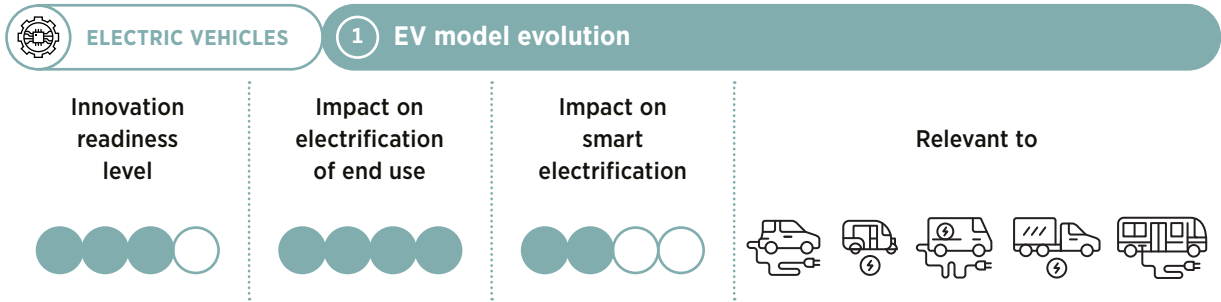 ELECTRIC VEHICLES
1 EV model evolution
Innovation
readiness
level
Impact on
electrification
of end use
Impact on
smart
electrification
Relevant to